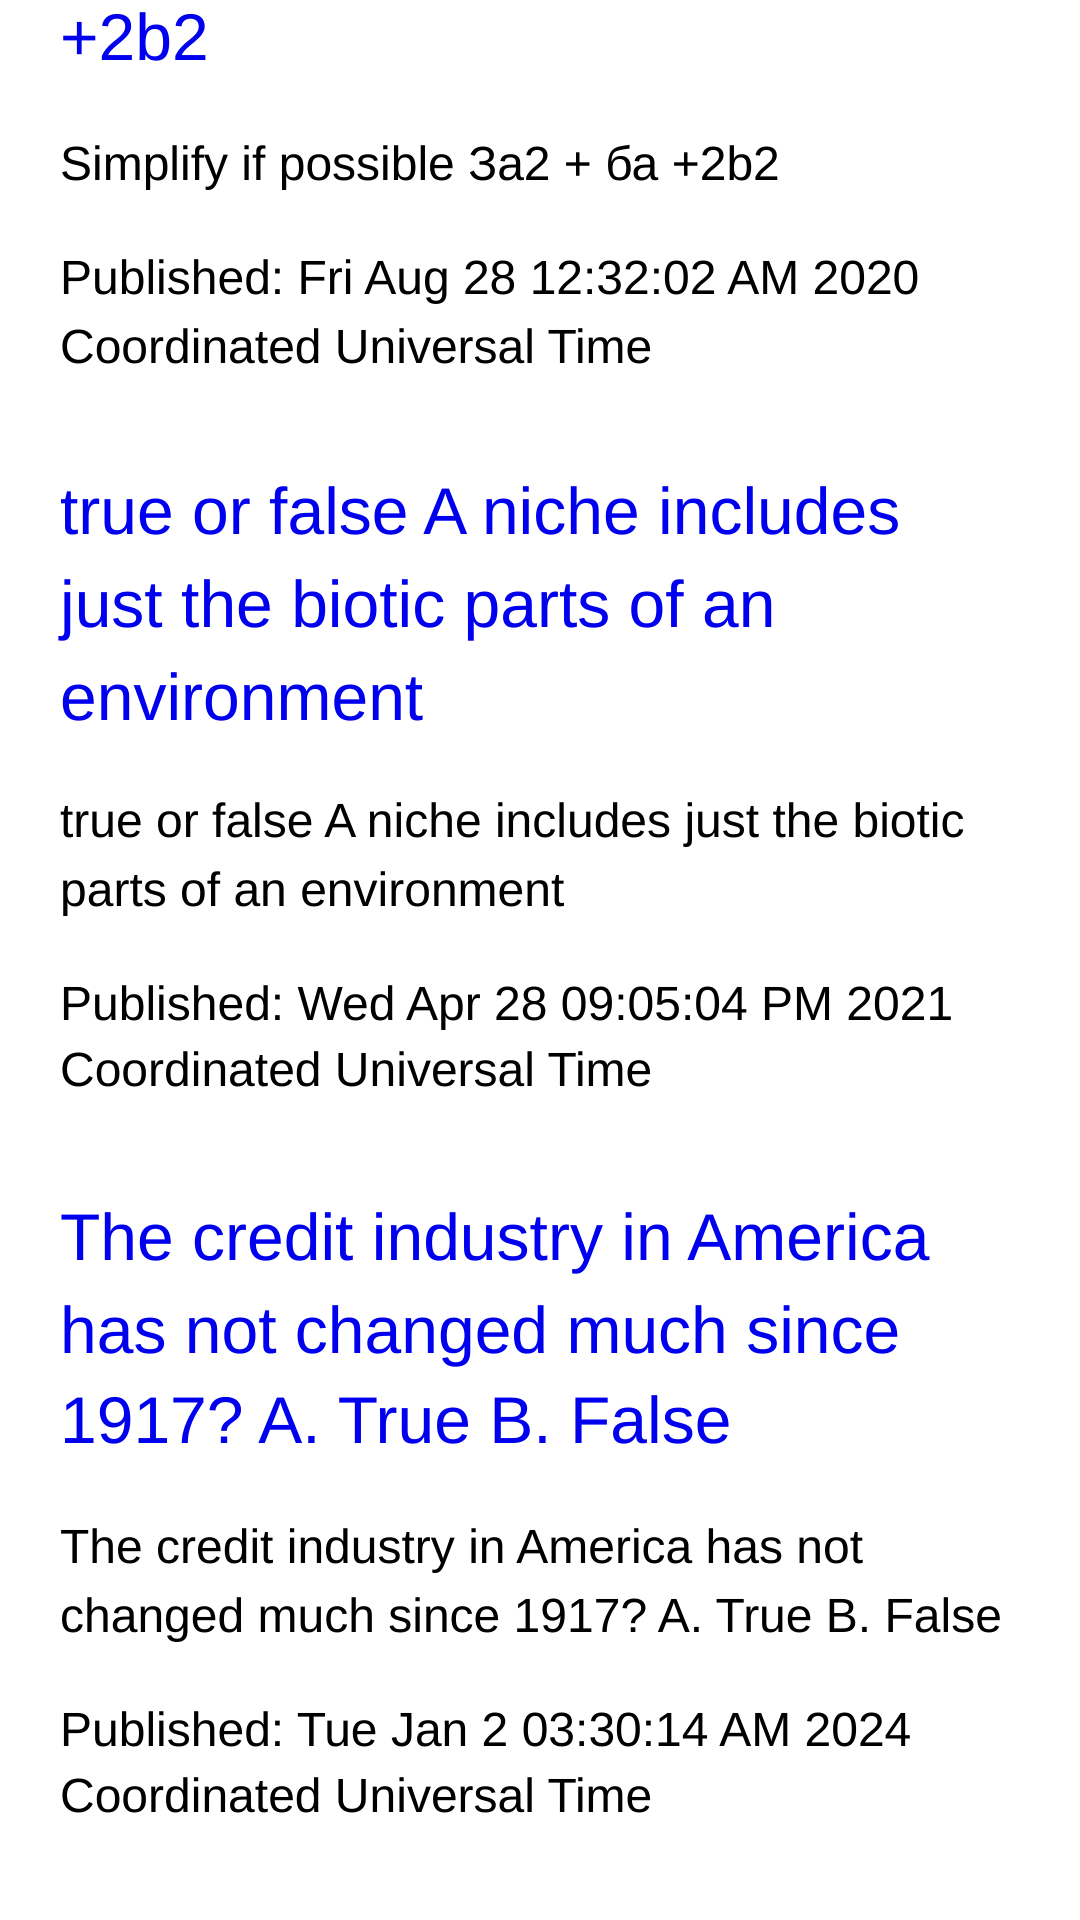 +2b2
Simplify if possible 3a2 + ба +2b2
Published: Fri Aug 28 12:32:02 AM 2020
Coordinated Universal Time
true or false A niche includes
just the biotic parts of an
environment
true or false A niche includes just the biotic
parts of an environment
Published: Wed Apr 28 09:05:04 PM 2021
Coordinated Universal Time
The credit industry in America
has not changed much since
1917? A. True B. False
The credit industry in America has not
changed much since 1917? A. True B. False
Published: Tue Jan 2 03:30:14 AM 2024
Coordinated Universal Time